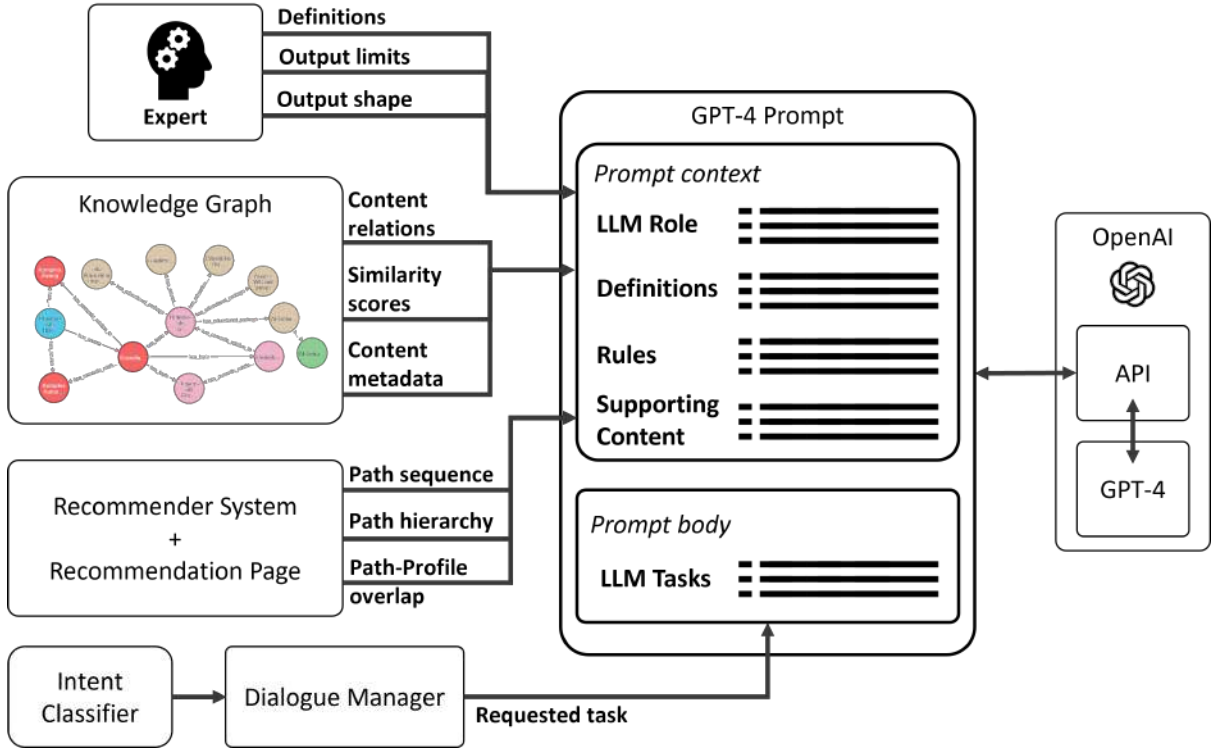 Definitions
Output limits
Output shape
Expert
Knowledge Graph
Content
relations
Similarity
scores
Content
metadata
Recommender System
+
Recommendation Page
Path sequence
Path hierarchy
Path-Profile
overlap
Intent
Classifier
Dialogue Manager
Requested task
GPT-4 Prompt
Prompt context
LLM Role
Definitions
Rules
Supporting
Content
Prompt body
LLM Tasks
OpenAI
API
GPT-4